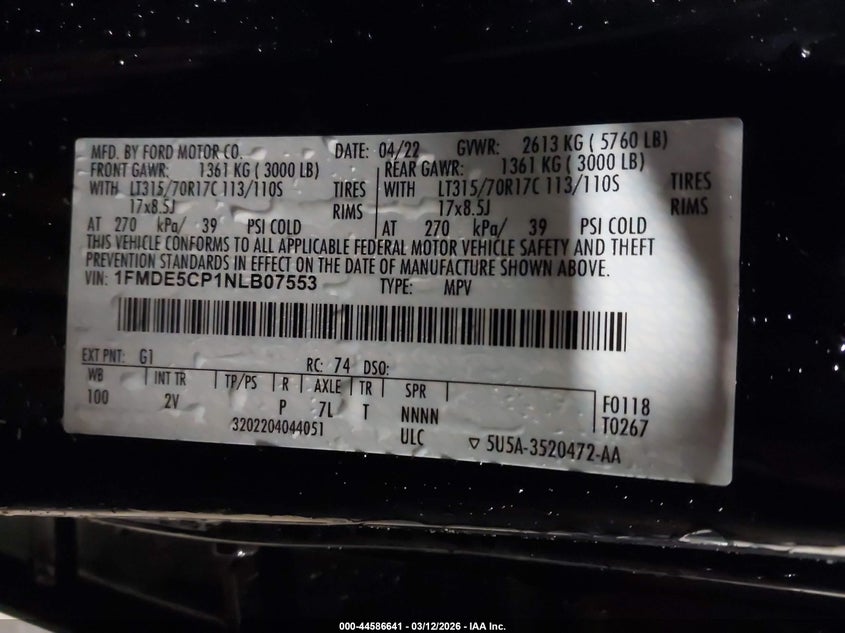 MFD. BY FORD MOTOR CO. DATE: 04/22 GVWR: 2613 KG ( 5760 LB)
FRONT GAWR: 1361 KG ( 3000 LB) REAR GAWR: 1361 KG ( 3000 LB)
WITH LT315/70R17C 113/110S TIRES WITH LT315/70R17C 113/110S TIRES
17x8.5J RIMS 17x8.5J RIMS
AT 270 kPa/ 39 PSI COLD AT 270 kPa/ 39 PSI COLD
THIS VEHICLE CONFORMS TO ALL APPLICABLE FEDERAL MOTOR VEHICLE SAFETY AND THEFT
PREVENTION STANDARDS IN EFFECT ON THE DATE OF MANUFACTURE SHOWN ABOVE.
VIN: 1FMDE5CP1NLB07553 TYPE: MPV
EXT PNT: G1 RC: 74 DSO:
WB INT TR TP/PS R AXLE TR SPR
100 2V P 7L T NNNN F0118
3202204044051 ULC T0267
▽ 5U5A-3520472-AA
000-44586641 - 03/12/2026 - IAA Inc.